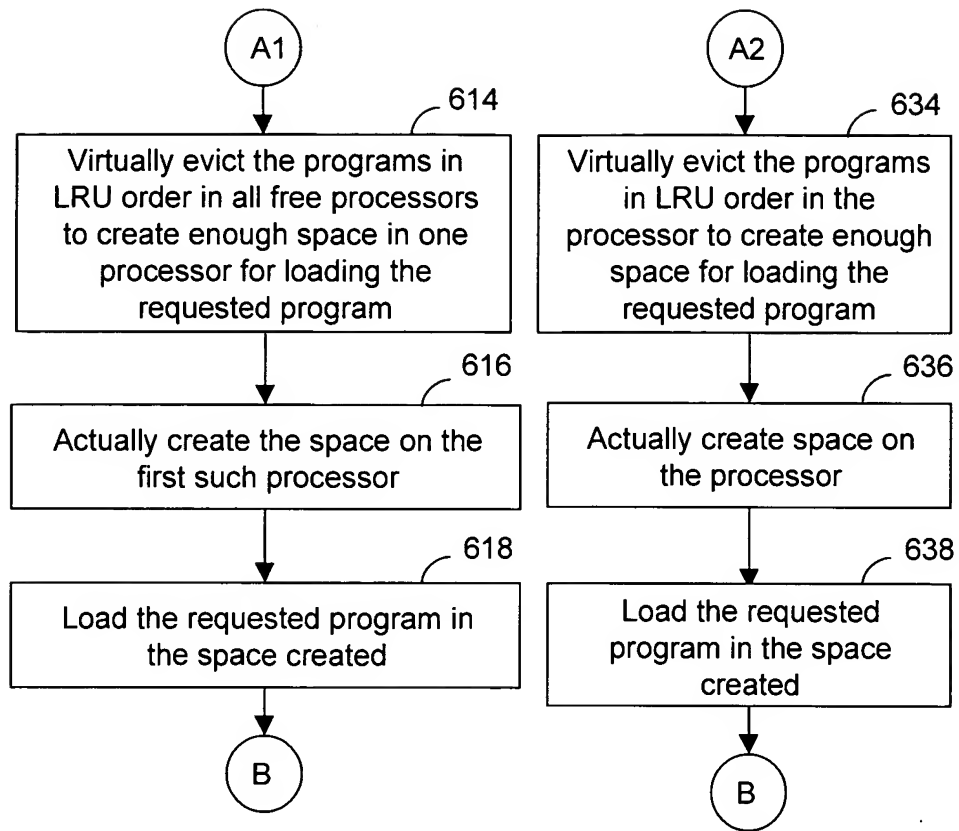 A1
614
Virtually evict the programs in
LRU order in all free processors
to create enough space in one
processor for loading the
requested program
616
Actually create the space on the
first such processor
618
Load the requested program in
the space created
B
A2
634
Virtually evict the programs
in LRU order in the
processor to create enough
space for loading the
requested program
636
Actually create space on
the processor
638
Load the requested
program in the space
created
B